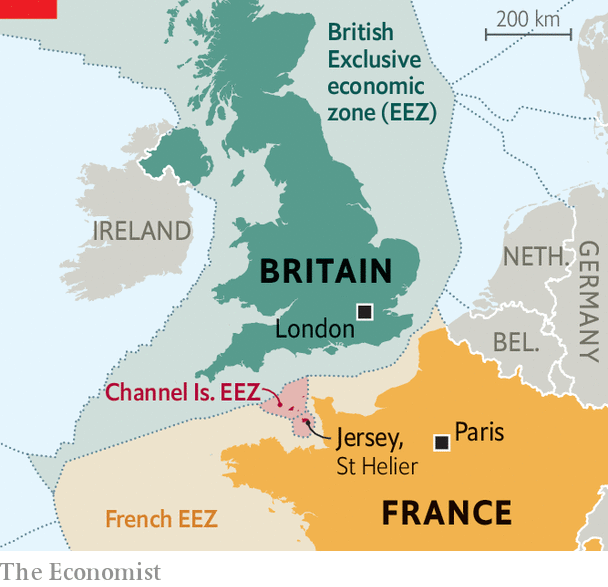 200 km
British
Exclusive
economic
zone (EEZ)
IRELAND
BRITAIN
NETH.
GERMANY
London
BEL.
Channel Is. EEZ
Jersey,
St Helier
Paris
French EEZ
FRANCE
The Economist